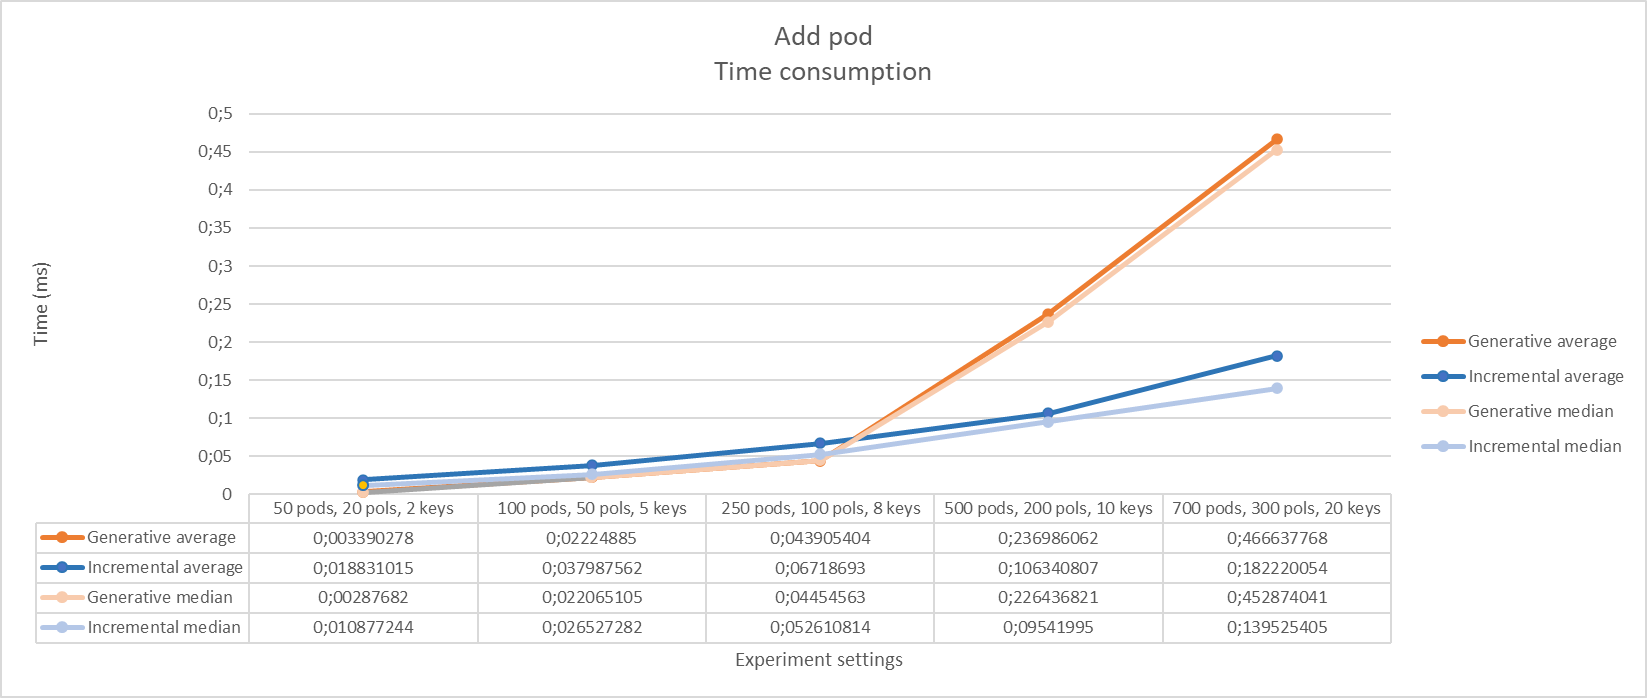 Add pod
Time consumption
0;5
0;45
0;4
0;35
0;3
0;25
0;2
0;15
0;1
0;05
0
Time (ms)
Generative average
Incremental average
Generative median
Incremental median
50 pods, 20 pols, 2 keys 100 pods, 50 pols, 5 keys 250 pods, 100 pols, 8 keys 500 pods, 200 pols, 10 keys 700 pods, 300 pols, 20 keys
Generative average 0;003390278 0;02224885 0;043905404 0;236986062 0;466637768
Incremental average 0;018831015 0;037987562 0;06718693 0;106340807 0;182220054
Generative median 0;00287682 0;022065105 0;04454563 0;226436821 0;452874041
Incremental median 0;010877244 0;026527282 0;052610814 0;09541995 0;139525405
Experiment settings